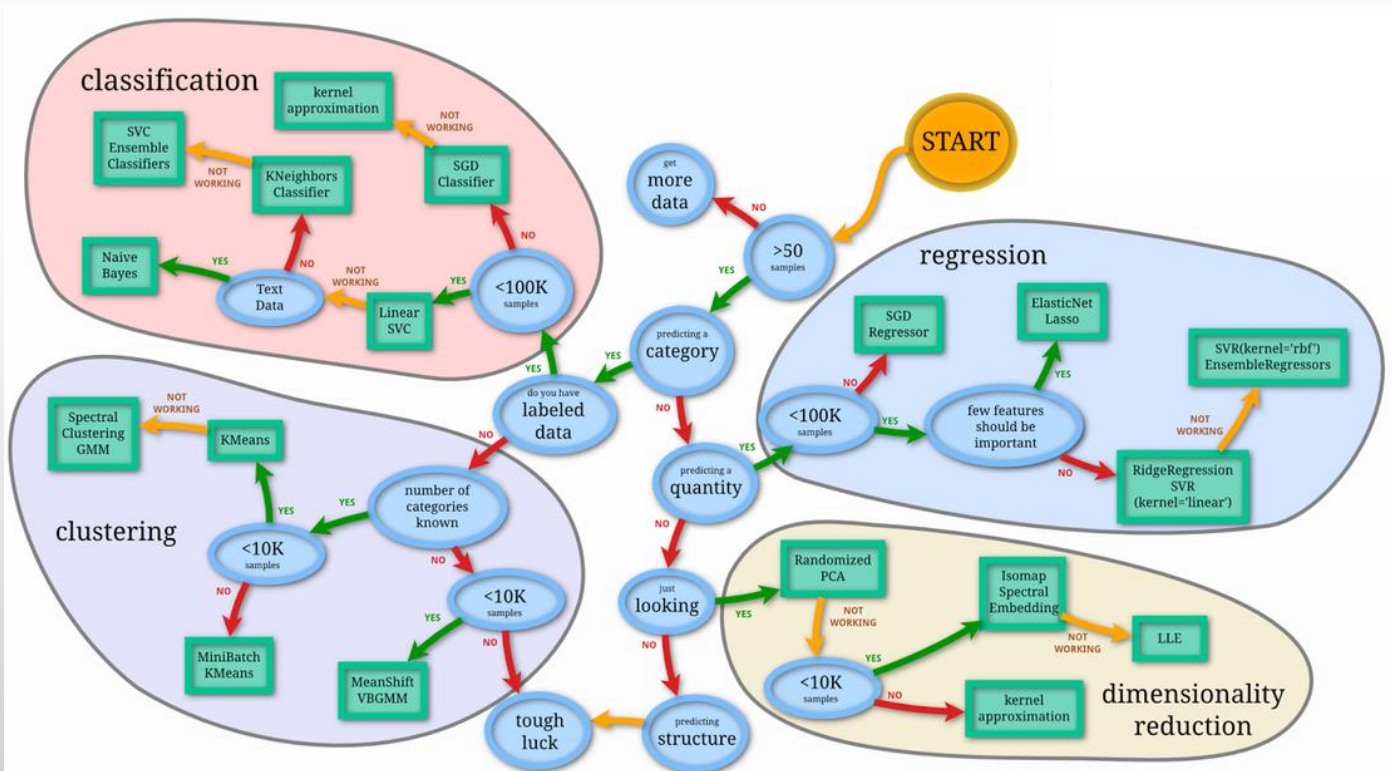 classification
kernel
approximation
NOT
WORKING
SVC
Ensemble
Classifiers
NOT
WORKING
KNeighbors
Classifier
SGD
Classifier
NO
YES
NO
Naive
Bayes
Text
Data
NOT
WORKING
Linear
SVC
YES
<100K
samples
YES
START
get
more
data
NO
>50
samples
YES
predicting a
category
YES
NO
do you have
labeled
data
NO
predicting a
quantity
YES
NO
just
looking
YES
NO
predicting
structure
tough
luck
regression
SGD
Regressor
ElasticNet
Lasso
SVR(kernel='rbf')
EnsembleRegressors
NO
YES
<100K
samples
YES
few features
should be
important
NOT
WORKING
NO
RidgeRegression
SVR
(kernel='linear')
clustering
Spectral
Clustering
GMM
NOT
WORKING
KMeans
YES
number of
categories
known
YES
NO
<10K
samples
NO
MiniBatch
KMeans
<10K
samples
YES
NO
MeanShift
VBGMM
dimensionality
reduction
Randomized
PCA
NOT
WORKING
Isomap
Spectral
Embedding
NOT
WORKING
LLE
<10K
samples
YES
NO
kernel
approximation